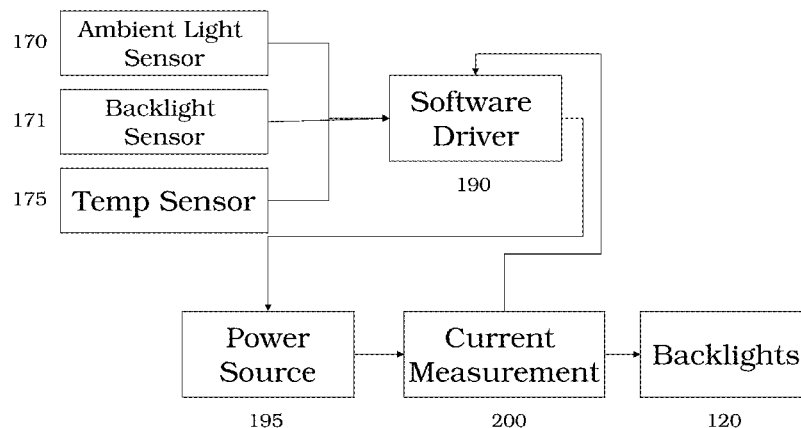 170
Ambient Light
Sensor
171
Backlight
Sensor
175
Temp Sensor
Software
Driver
190
Power
Source
195
Current
Measurement
200
Backlights
120